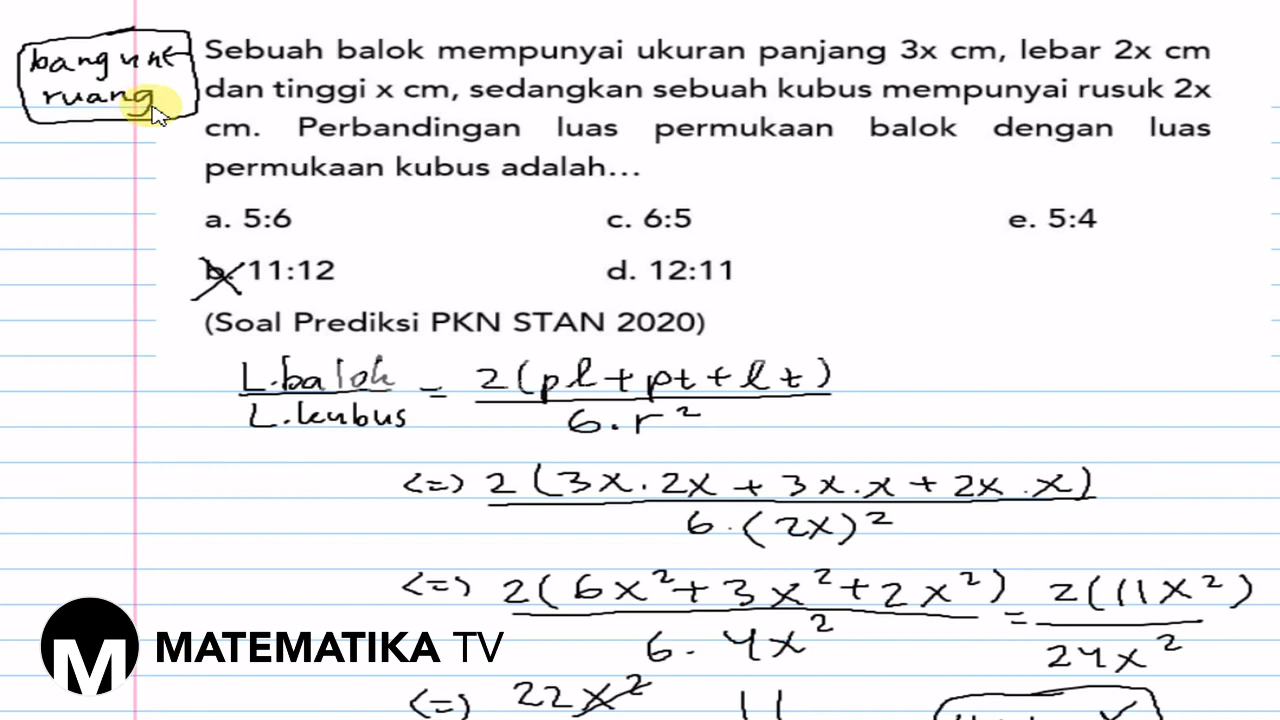 bangun
ruang
Sebuah balok mempunyai ukuran panjang 3x cm, lebar 2x cm
dan tinggi x cm, sedangkan sebuah kubus mempunyai rusuk 2x
cm. Perbandingan luas permukaan balok dengan luas
permukaan kubus adalah...
a. 5:6 c. 6:5 e. 5:4
b. 11:12 d. 12:11
(Soal Prediksi PKN STAN 2020)
L.balok / L.kubus = 2(pl+pt+lt) / 6.r²
<=> 2(3x.2x + 3x.x + 2x.x) / 6.(2x)²
<=> 2(6x²+3x²+2x²) / 6.4x² = 2(11x²) / 24x²
<=> 22x² 11
M MATEMATIKA TV